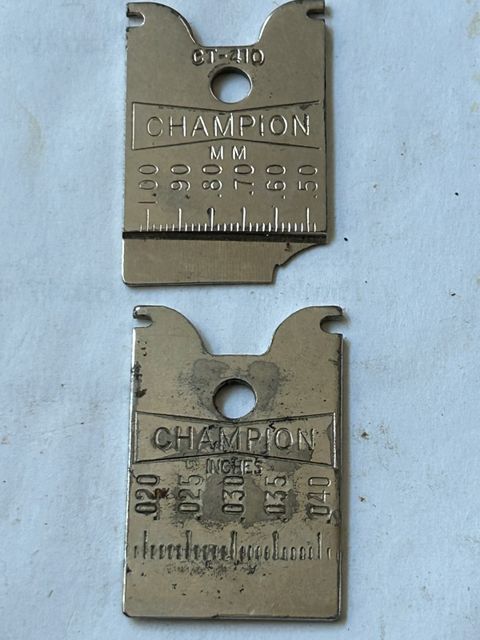 CT-410
CHAMPION
MM
1.00 .90 .80 .70 .60 .50
CHAMPION
INCHES
.020 .025 .030 .035 .040